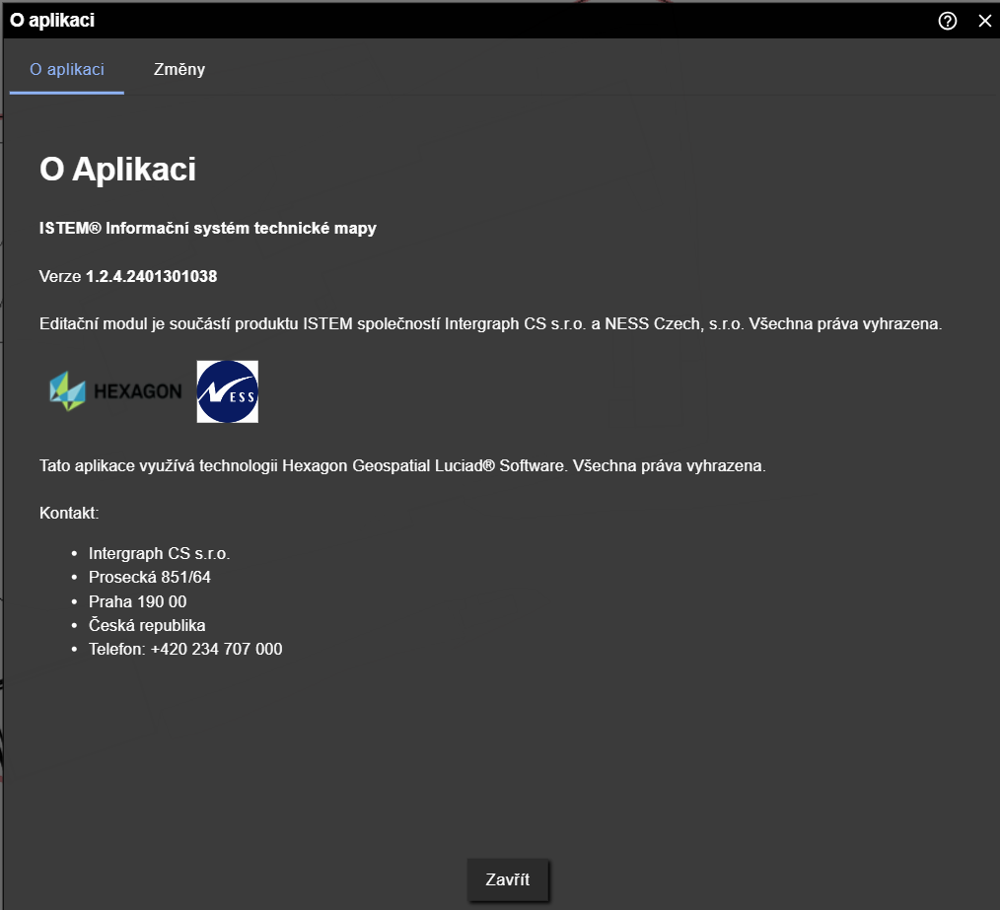 O aplikaci
O aplikaci Změny
O Aplikaci
ISTEM® Informační systém technické mapy
Verze 1.2.4.2401301038
Editační modul je součástí produktu ISTEM společností Intergraph CS s.r.o. a NESS Czech, s.r.o. Všechna práva vyhrazena.
HEXAGON NESS
Tato aplikace využívá technologii Hexagon Geospatial Luciad® Software. Všechna práva vyhrazena.
Kontakt:
• Intergraph CS s.r.o.
• Prosecká 851/64
• Praha 190 00
• Česká republika
• Telefon: +420 234 707 000
Zavřít